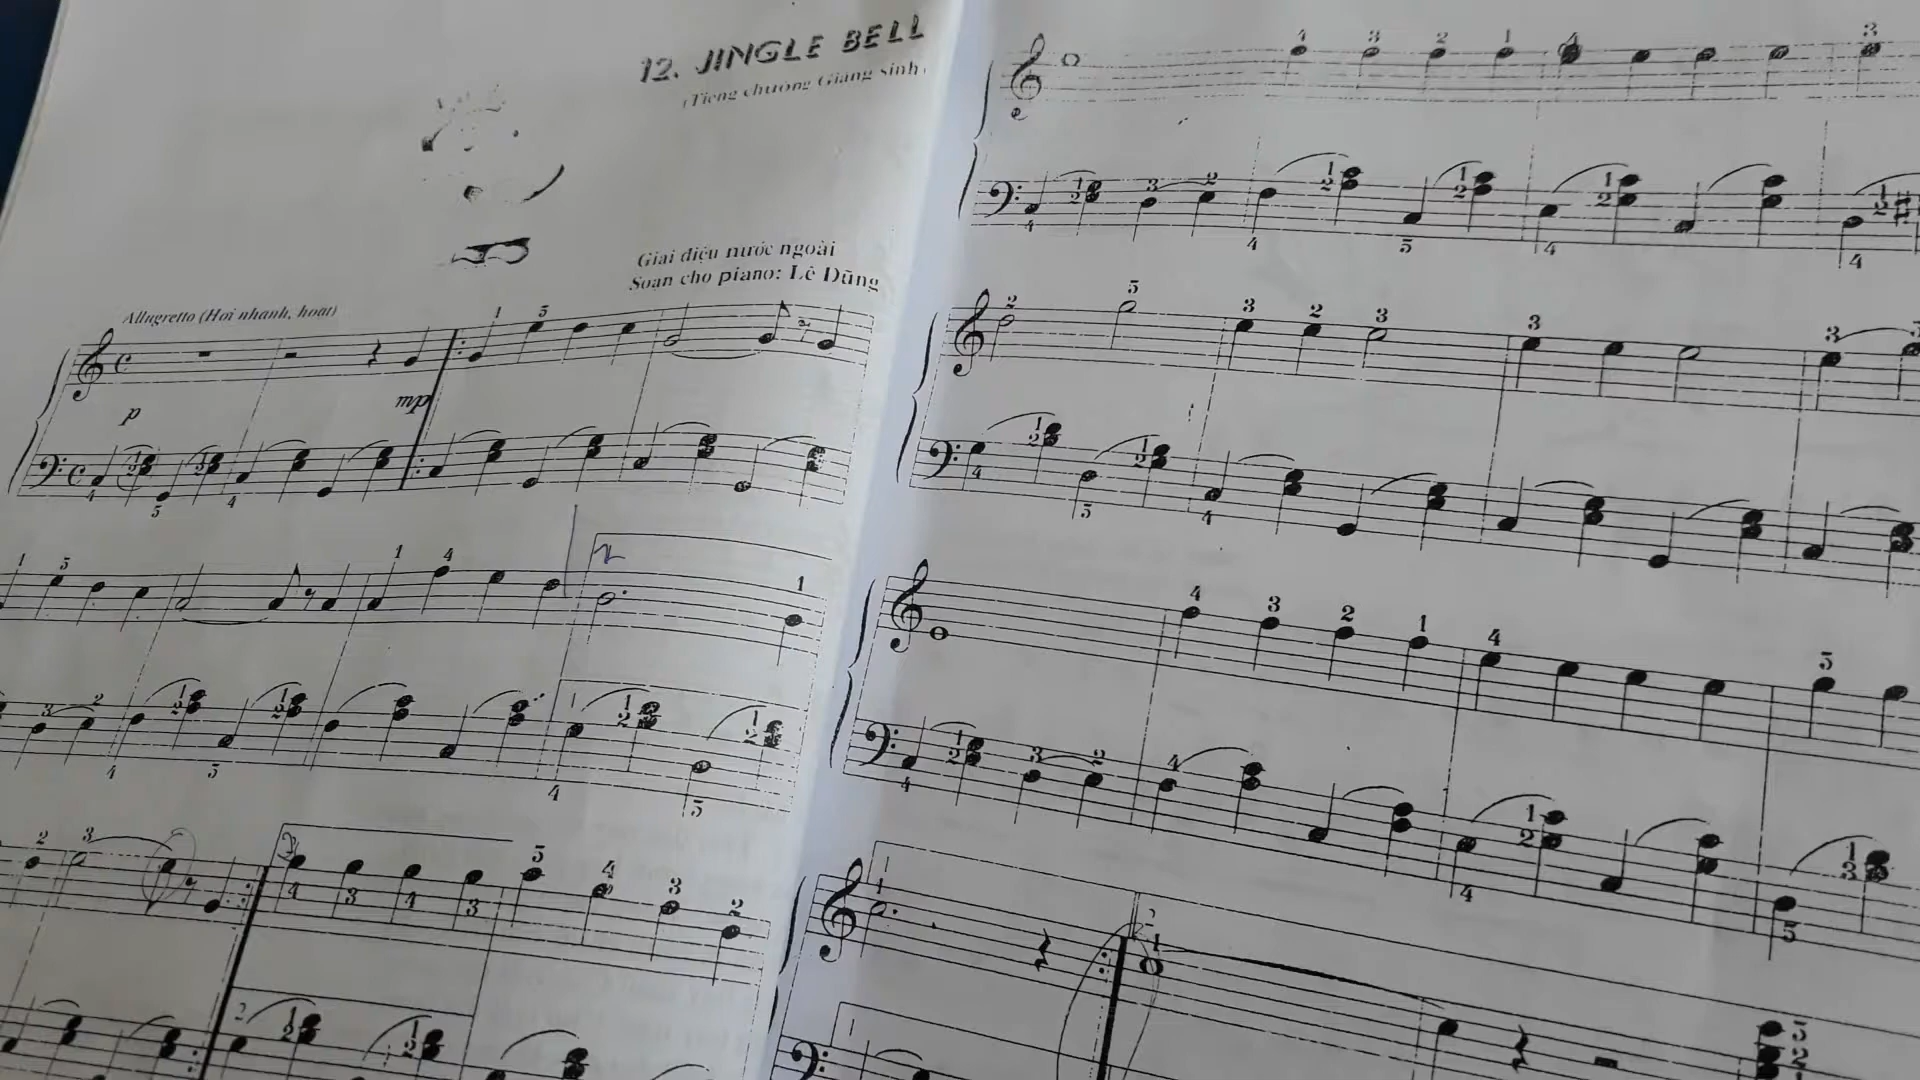 12. JINGLE BELL
(Tiếng chuông Giáng sinh)
Giai điệu nước ngoài
Soạn cho piano: Lê Dũng
Allegretto (Hơi nhanh, hoạt)
p
mp